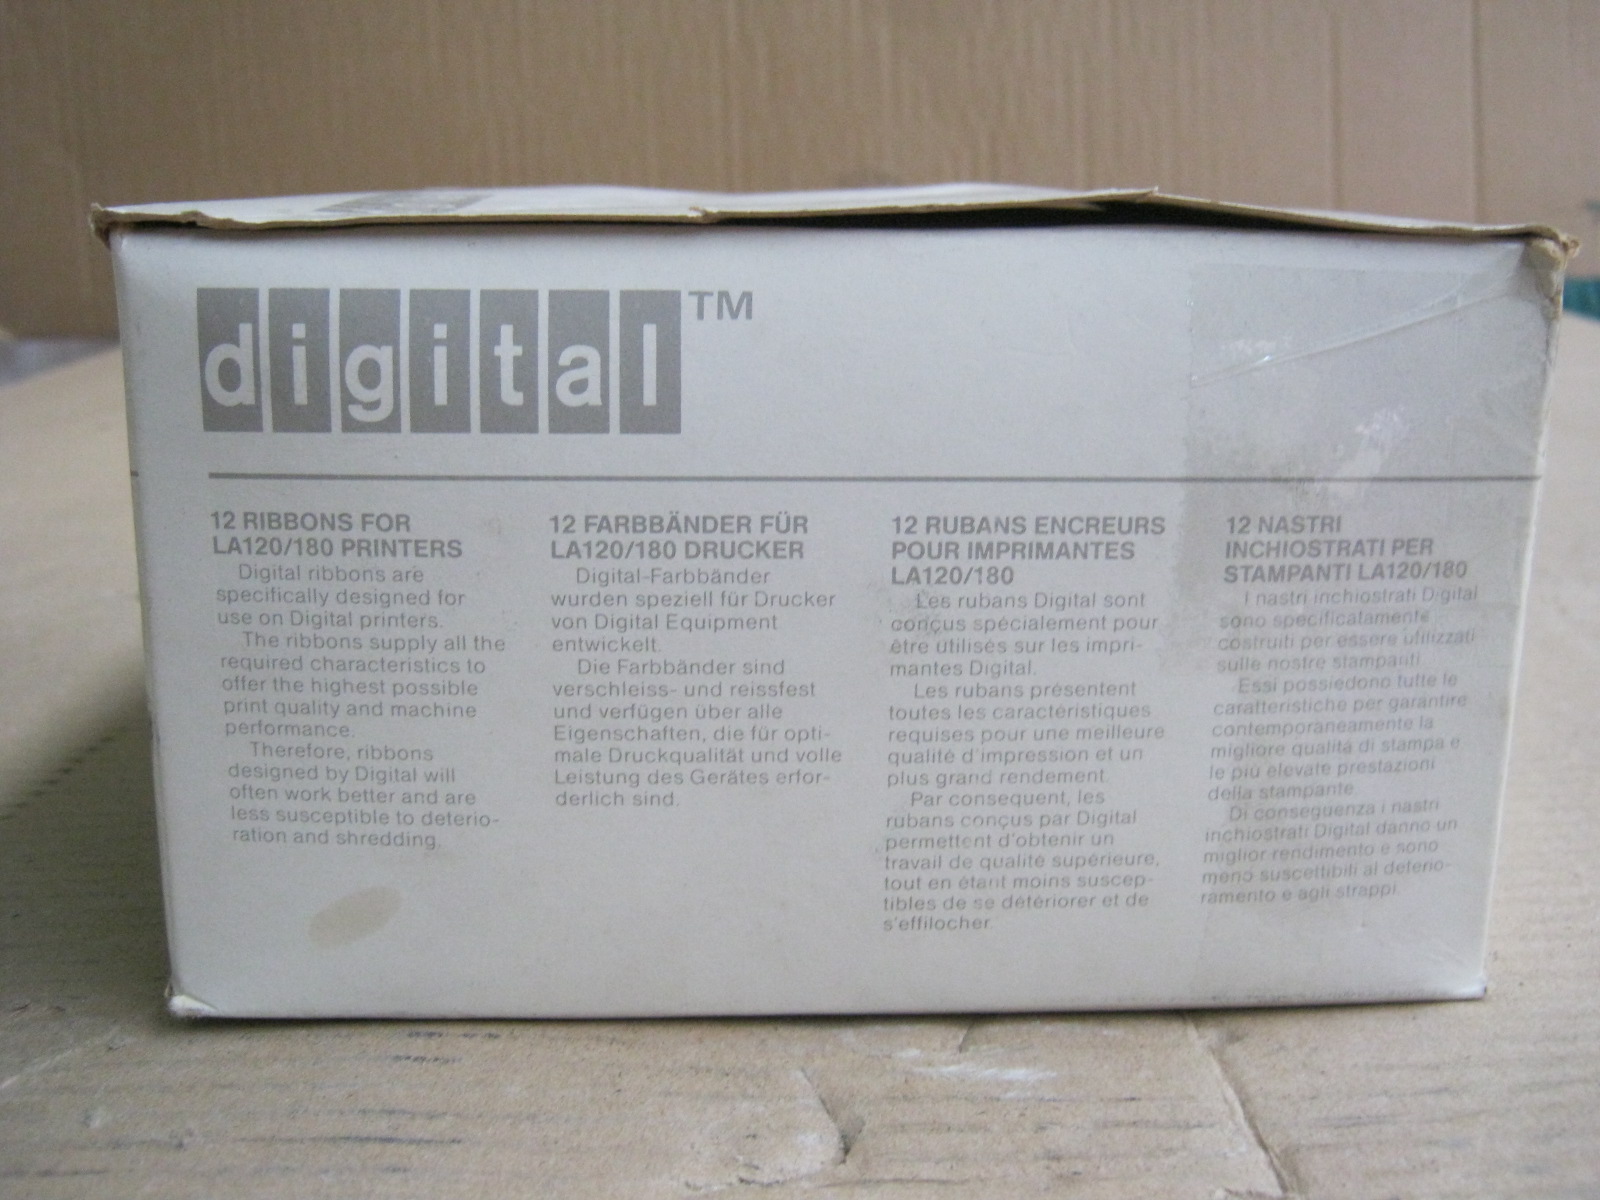 digital™
12 RIBBONS FOR
LA120/180 PRINTERS
Digital ribbons are
specifically designed for
use on Digital printers.
The ribbons supply all the
required characteristics to
offer the highest possible
print quality and machine
performance.
Therefore, ribbons
designed by Digital will
often work better and are
less susceptible to deterio-
ration and shredding.
12 FARBBÄNDER FÜR
LA120/180 DRUCKER
Digital-Farbbänder
wurden speziell für Drucker
von Digital Equipment
entwickelt.
Die Farbbänder sind
verschleiss- und reissfest
und verfügen über alle
Eigenschaften, die für opti-
male Druckqualität und volle
Leistung des Gerätes erfor-
derlich sind.
12 RUBANS ENCREURS
POUR IMPRIMANTES
LA120/180
Les rubans Digital sont
conçus spécialement pour
être utilisés sur les impri-
mantes Digital.
Les rubans présentent
toutes les caractéristiques
requises pour une meilleure
qualité d'impression et un
plus grand rendement.
Par consequent, les
rubans conçus par Digital
permettent d'obtenir un
travail de qualité supérieure,
tout en étant moins suscep-
tibles de se détériorer et de
s'effilocher.
12 NASTRI
INCHIOSTRATI PER
STAMPANTI LA120/180
I nastri inchiostrati Digital
sono specificatamente
costruiti per essere utilizzati
sulle nostre stampanti.
Essi possiedono tutte le
caratteristiche per garantire
contemporaneamente la
migliore qualitá di stampa e
le piú elevate prestazioni
della stampante.
Di conseguenza i nastri
inchiostrati Digital danno un
miglior rendimento e sono
meno suscettibili al deterio-
ramento e agli strappi.